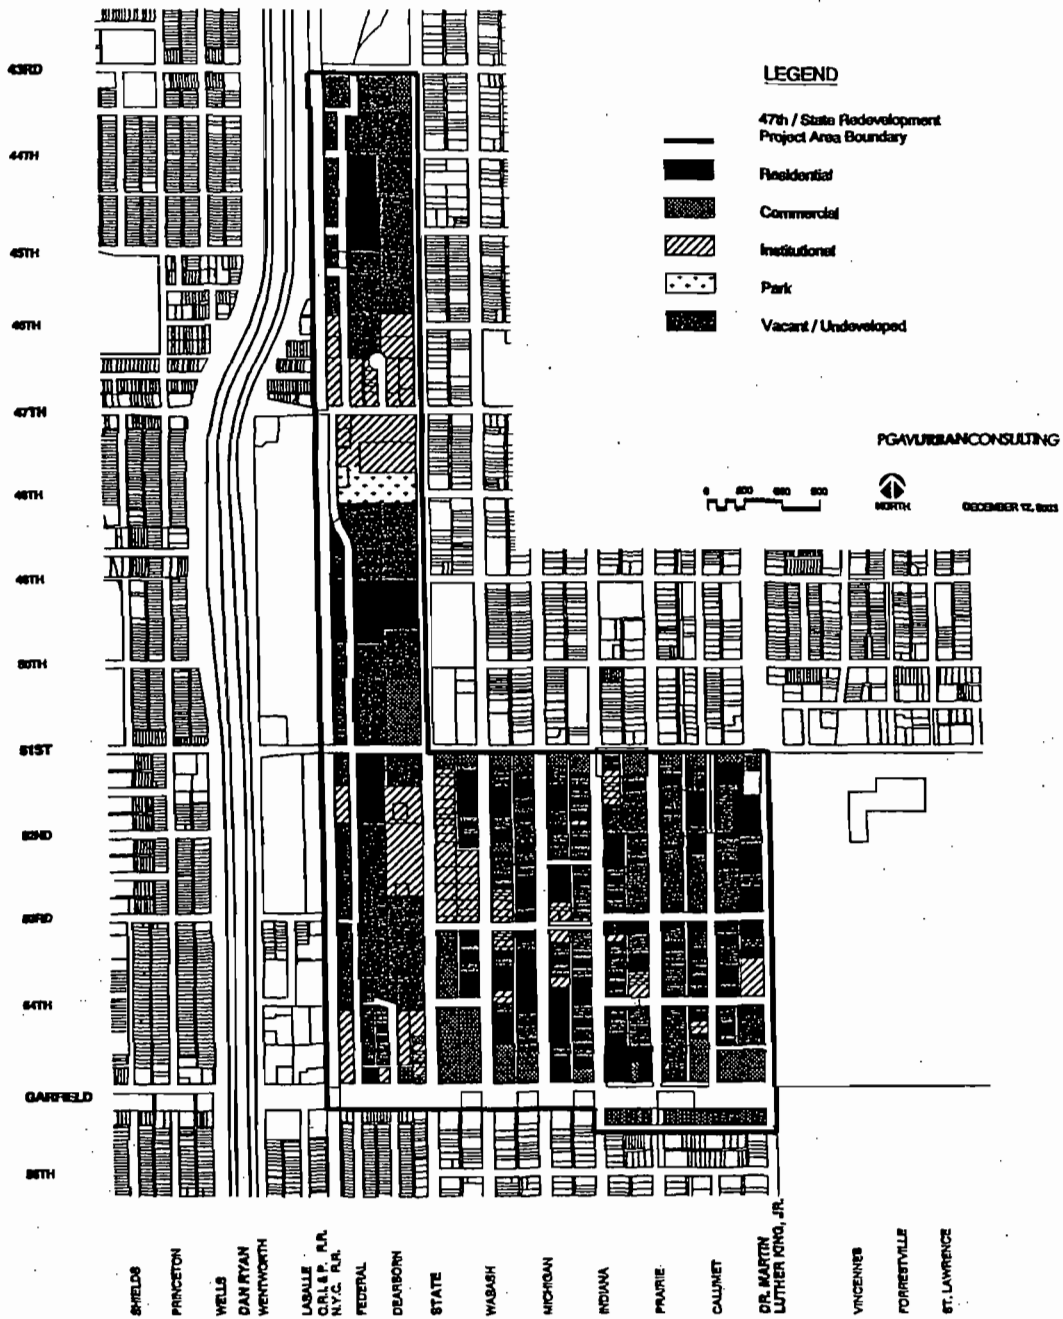 LEGEND
47th / State Redevelopment
Project Area Boundary
Residential
Commercial
Institutional
Park
Vacant / Undeveloped
PGAVURBANCONSULTING
NORTH
43RD
44TH
45TH
46TH
47TH
48TH
49TH
50TH
51ST
52ND
53RD
54TH
GARFIELD
56TH
SHIELDS
PRINCETON
WELLS
DAN RYAN
WENTWORTH
LASALLE
C.R.I. & P. R.R.
N.Y.C. R.R.
FEDERAL
DEARBORN
STATE
WABASH
MICHIGAN
INDIANA
PRAIRIE
CALUMET
DR. MARTIN
LUTHER KING, JR.
VINCENNES
FORRESTVILLE
ST. LAWRENCE